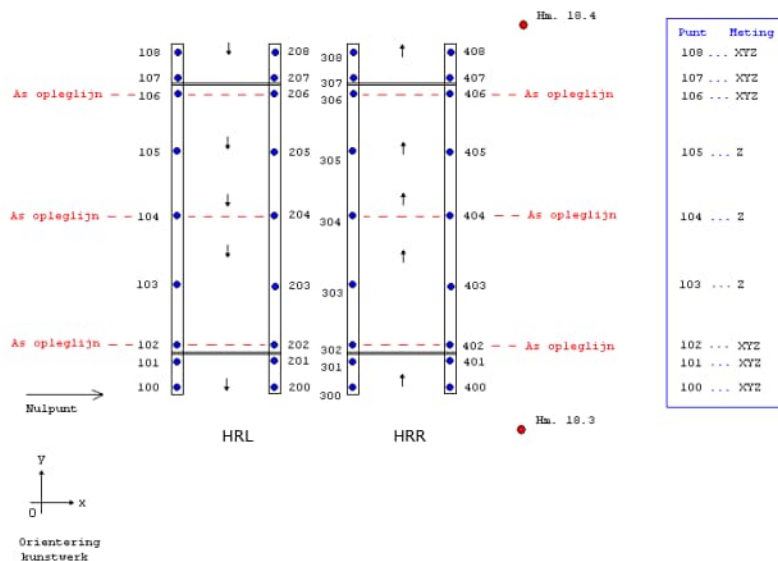 Hm. 18.4
Punt Meting
108 208 308 408 108 ... XYZ
107 207 307 407 107 ... XYZ
As opleglijn 106 206 306 406 As opleglijn 106 ... XYZ
105 205 305 405 105 ... Z
As opleglijn 104 204 304 404 As opleglijn 104 ... Z
103 203 303 403 103 ... Z
As opleglijn 102 202 302 402 As opleglijn 102 ... XYZ
101 201 301 401 101 ... XYZ
100 200 300 400 100 ... XYZ
Nulpunt
HRL HRR
Hm. 18.3
y
0 x
Orientering
kunstwerk